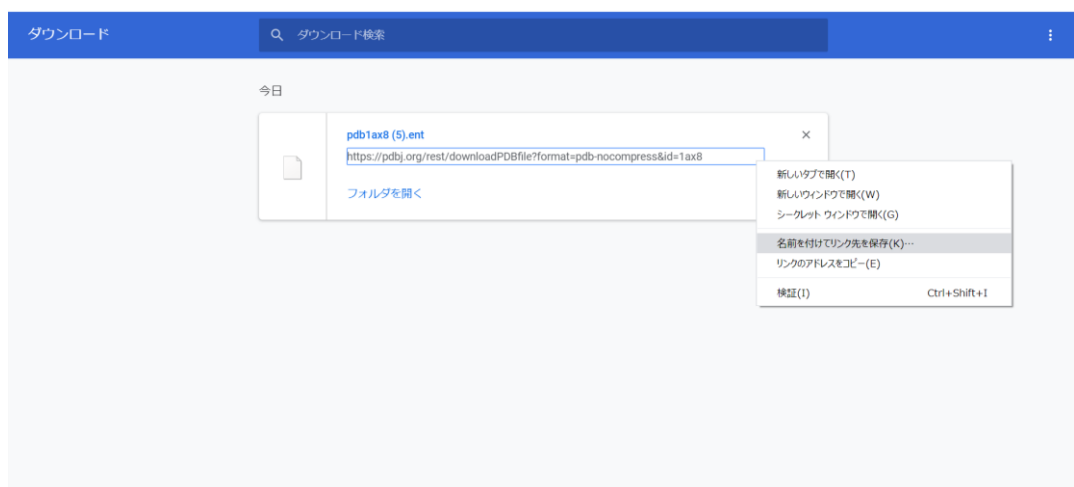 ダウンロード
ダウンロード検索
今日
pdb1ax8 (5).ent
https://pdbj.org/rest/downloadPDBfile?format=pdb-nocompress&id=1ax8
フォルダを開く
新しいタブで開く(T)
新しいウィンドウで開く(W)
シークレット ウィンドウで開く(G)
名前を付けてリンク先を保存(K)…
リンクのアドレスをコピー(E)
検証(I) Ctrl+Shift+I